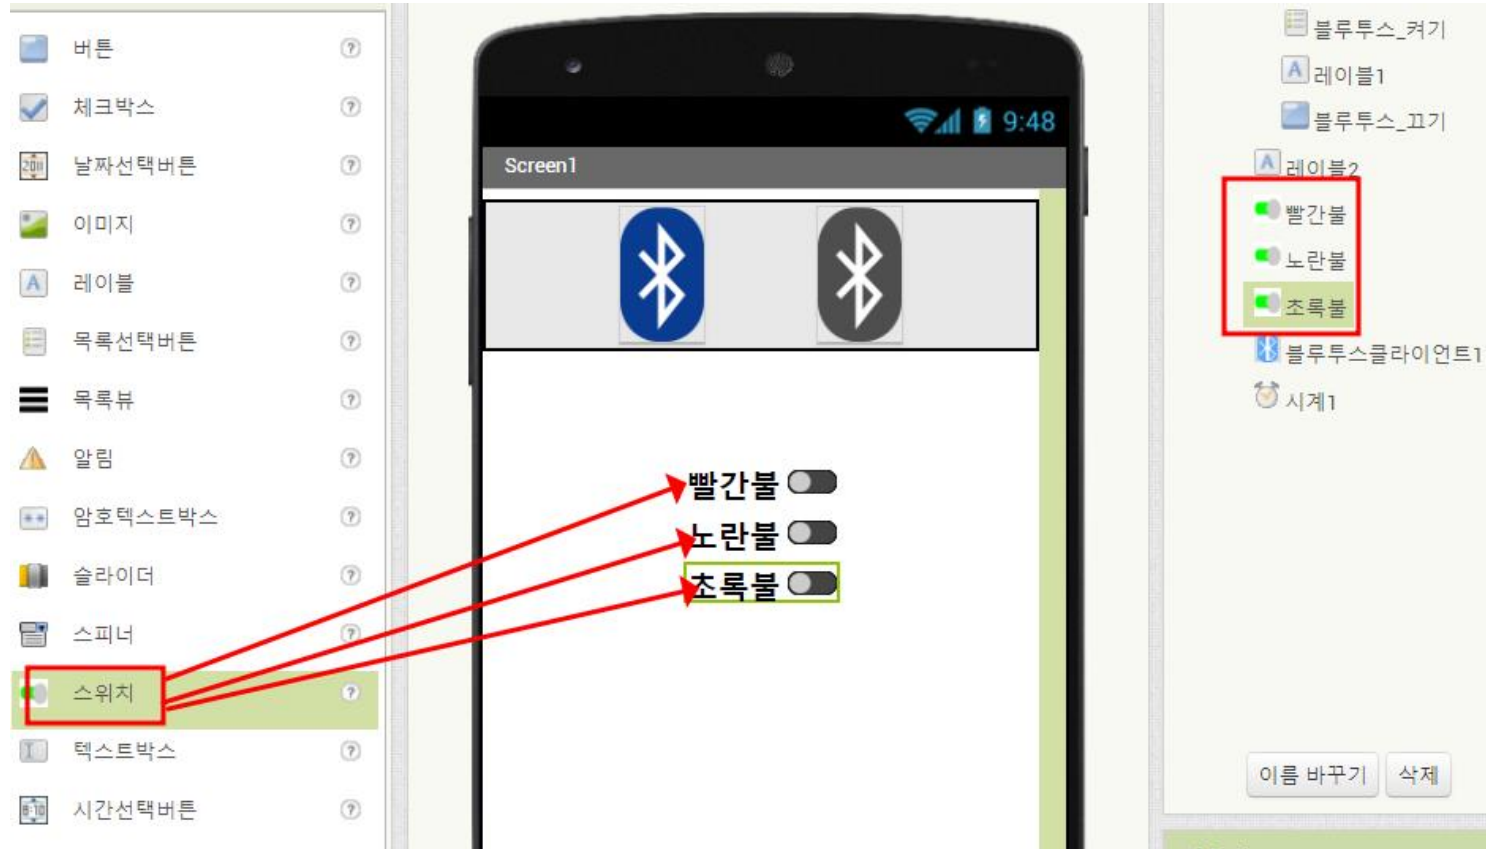 버튼
체크박스
날짜선택버튼
이미지
레이블
목록선택버튼
목록뷰
알림
암호텍스트박스
슬라이더
스피너
스위치
텍스트박스
시간선택버튼
9:48
Screen1
빨간불
노란불
초록불
블루투스_켜기
레이블1
블루투스_끄기
레이블2
빨간불
노란불
초록불
블루투스클라이언트1
시계1
이름 바꾸기 삭제